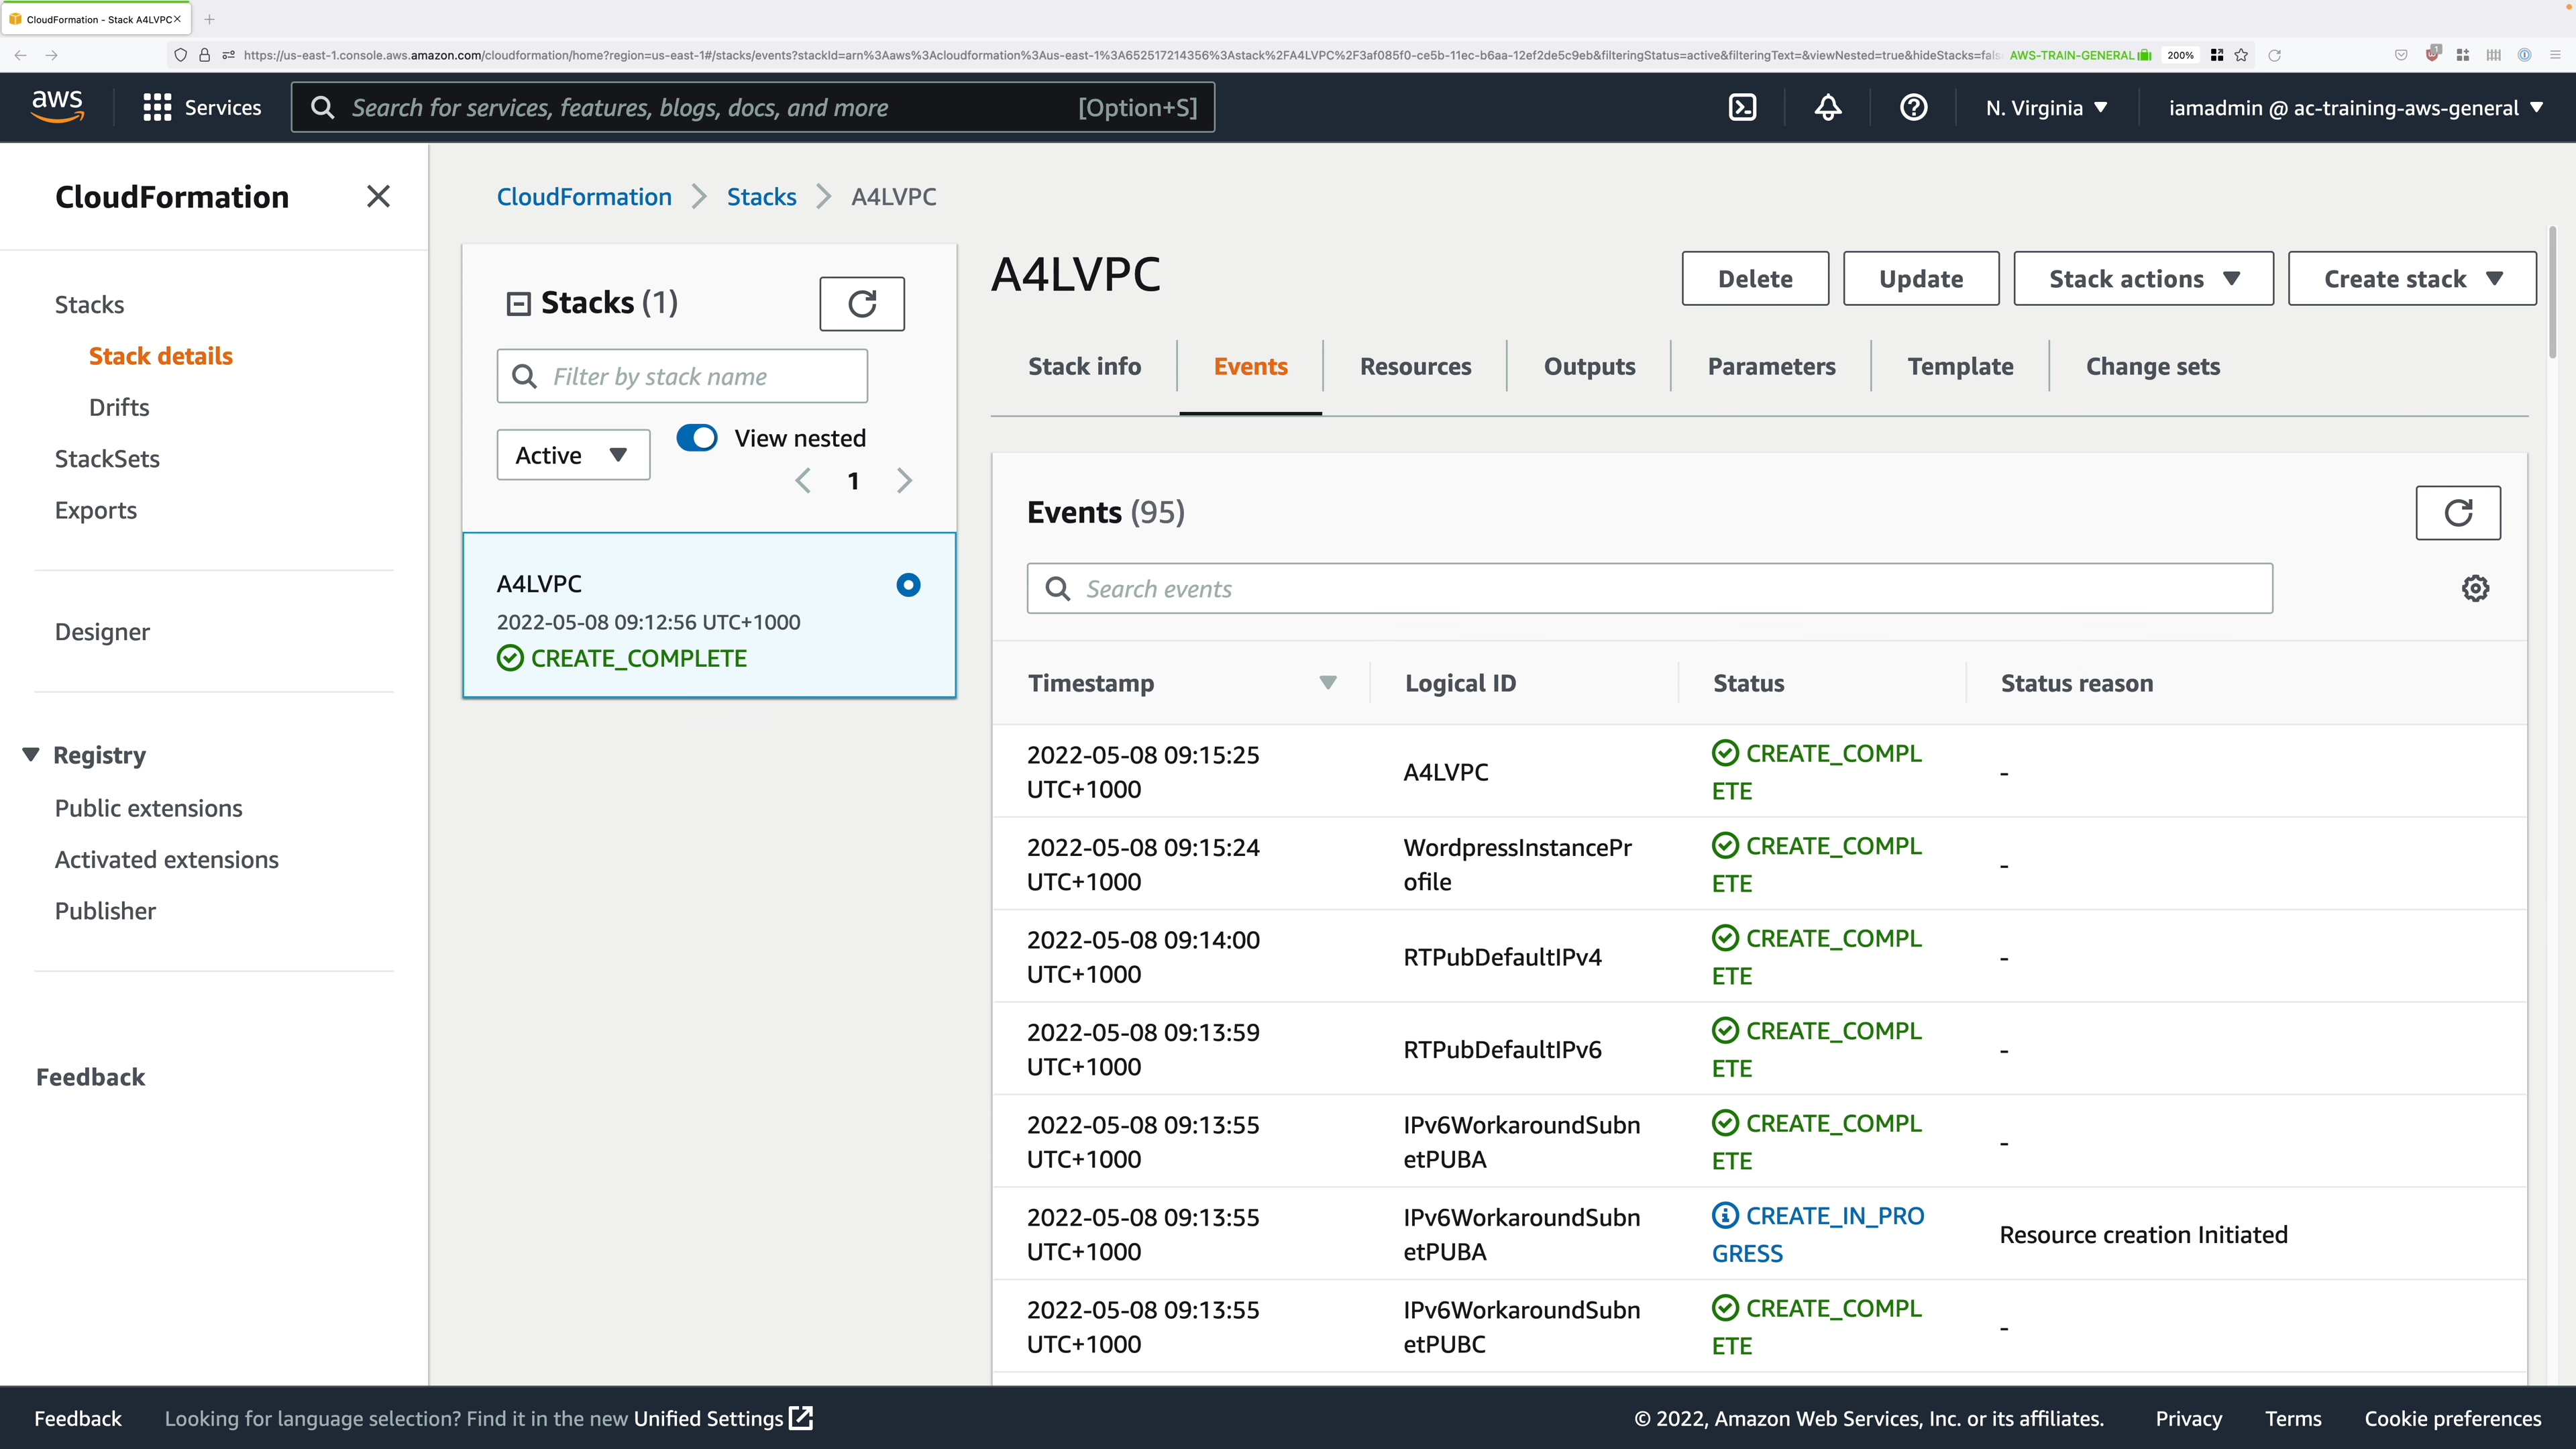 CloudFormation - Stack A4LVPC
https://us-east-1.console.aws.amazon.com/cloudformation/home?region=us-east-1#/stacks/events?stackId=arn%3Aaws%3Acloudformation%3Aus-east-1%3A652517214356%3Astack%2FA4LVPC%2F3af085f0-ce5b-11ec-b6aa-12ef2de5c9eb&filteringStatus=active&filteringText=&viewNested=true&hideStacks=fals AWS-TRAIN-GENERAL 200% 1
aws Services Search for services, features, blogs, docs, and more [Option+S] N. Virginia iamadmin @ ac-training-aws-general
CloudFormation
Stacks
Stack details
Drifts
StackSets
Exports
Designer
Registry
Public extensions
Activated extensions
Publisher
Feedback
CloudFormation Stacks A4LVPC
Stacks (1)
Filter by stack name
Active View nested
1
A4LVPC
2022-05-08 09:12:56 UTC+1000
CREATE_COMPLETE
A4LVPC
Delete Update Stack actions Create stack
Stack info Events Resources Outputs Parameters Template Change sets
Events (95)
Search events
Timestamp Logical ID Status Status reason
2022-05-08 09:15:25
UTC+1000
A4LVPC
CREATE_COMPL
ETE
-
2022-05-08 09:15:24
UTC+1000
WordpressInstancePr
ofile
CREATE_COMPL
ETE
-
2022-05-08 09:14:00
UTC+1000
RTPubDefaultIPv4
CREATE_COMPL
ETE
-
2022-05-08 09:13:59
UTC+1000
RTPubDefaultIPv6
CREATE_COMPL
ETE
-
2022-05-08 09:13:55
UTC+1000
IPv6WorkaroundSubn
etPUBA
CREATE_COMPL
ETE
-
2022-05-08 09:13:55
UTC+1000
IPv6WorkaroundSubn
etPUBA
CREATE_IN_PRO
GRESS
Resource creation Initiated
2022-05-08 09:13:55
UTC+1000
IPv6WorkaroundSubn
etPUBC
CREATE_COMPL
ETE
-
Feedback Looking for language selection? Find it in the new Unified Settings © 2022, Amazon Web Services, Inc. or its affiliates. Privacy Terms Cookie preferences